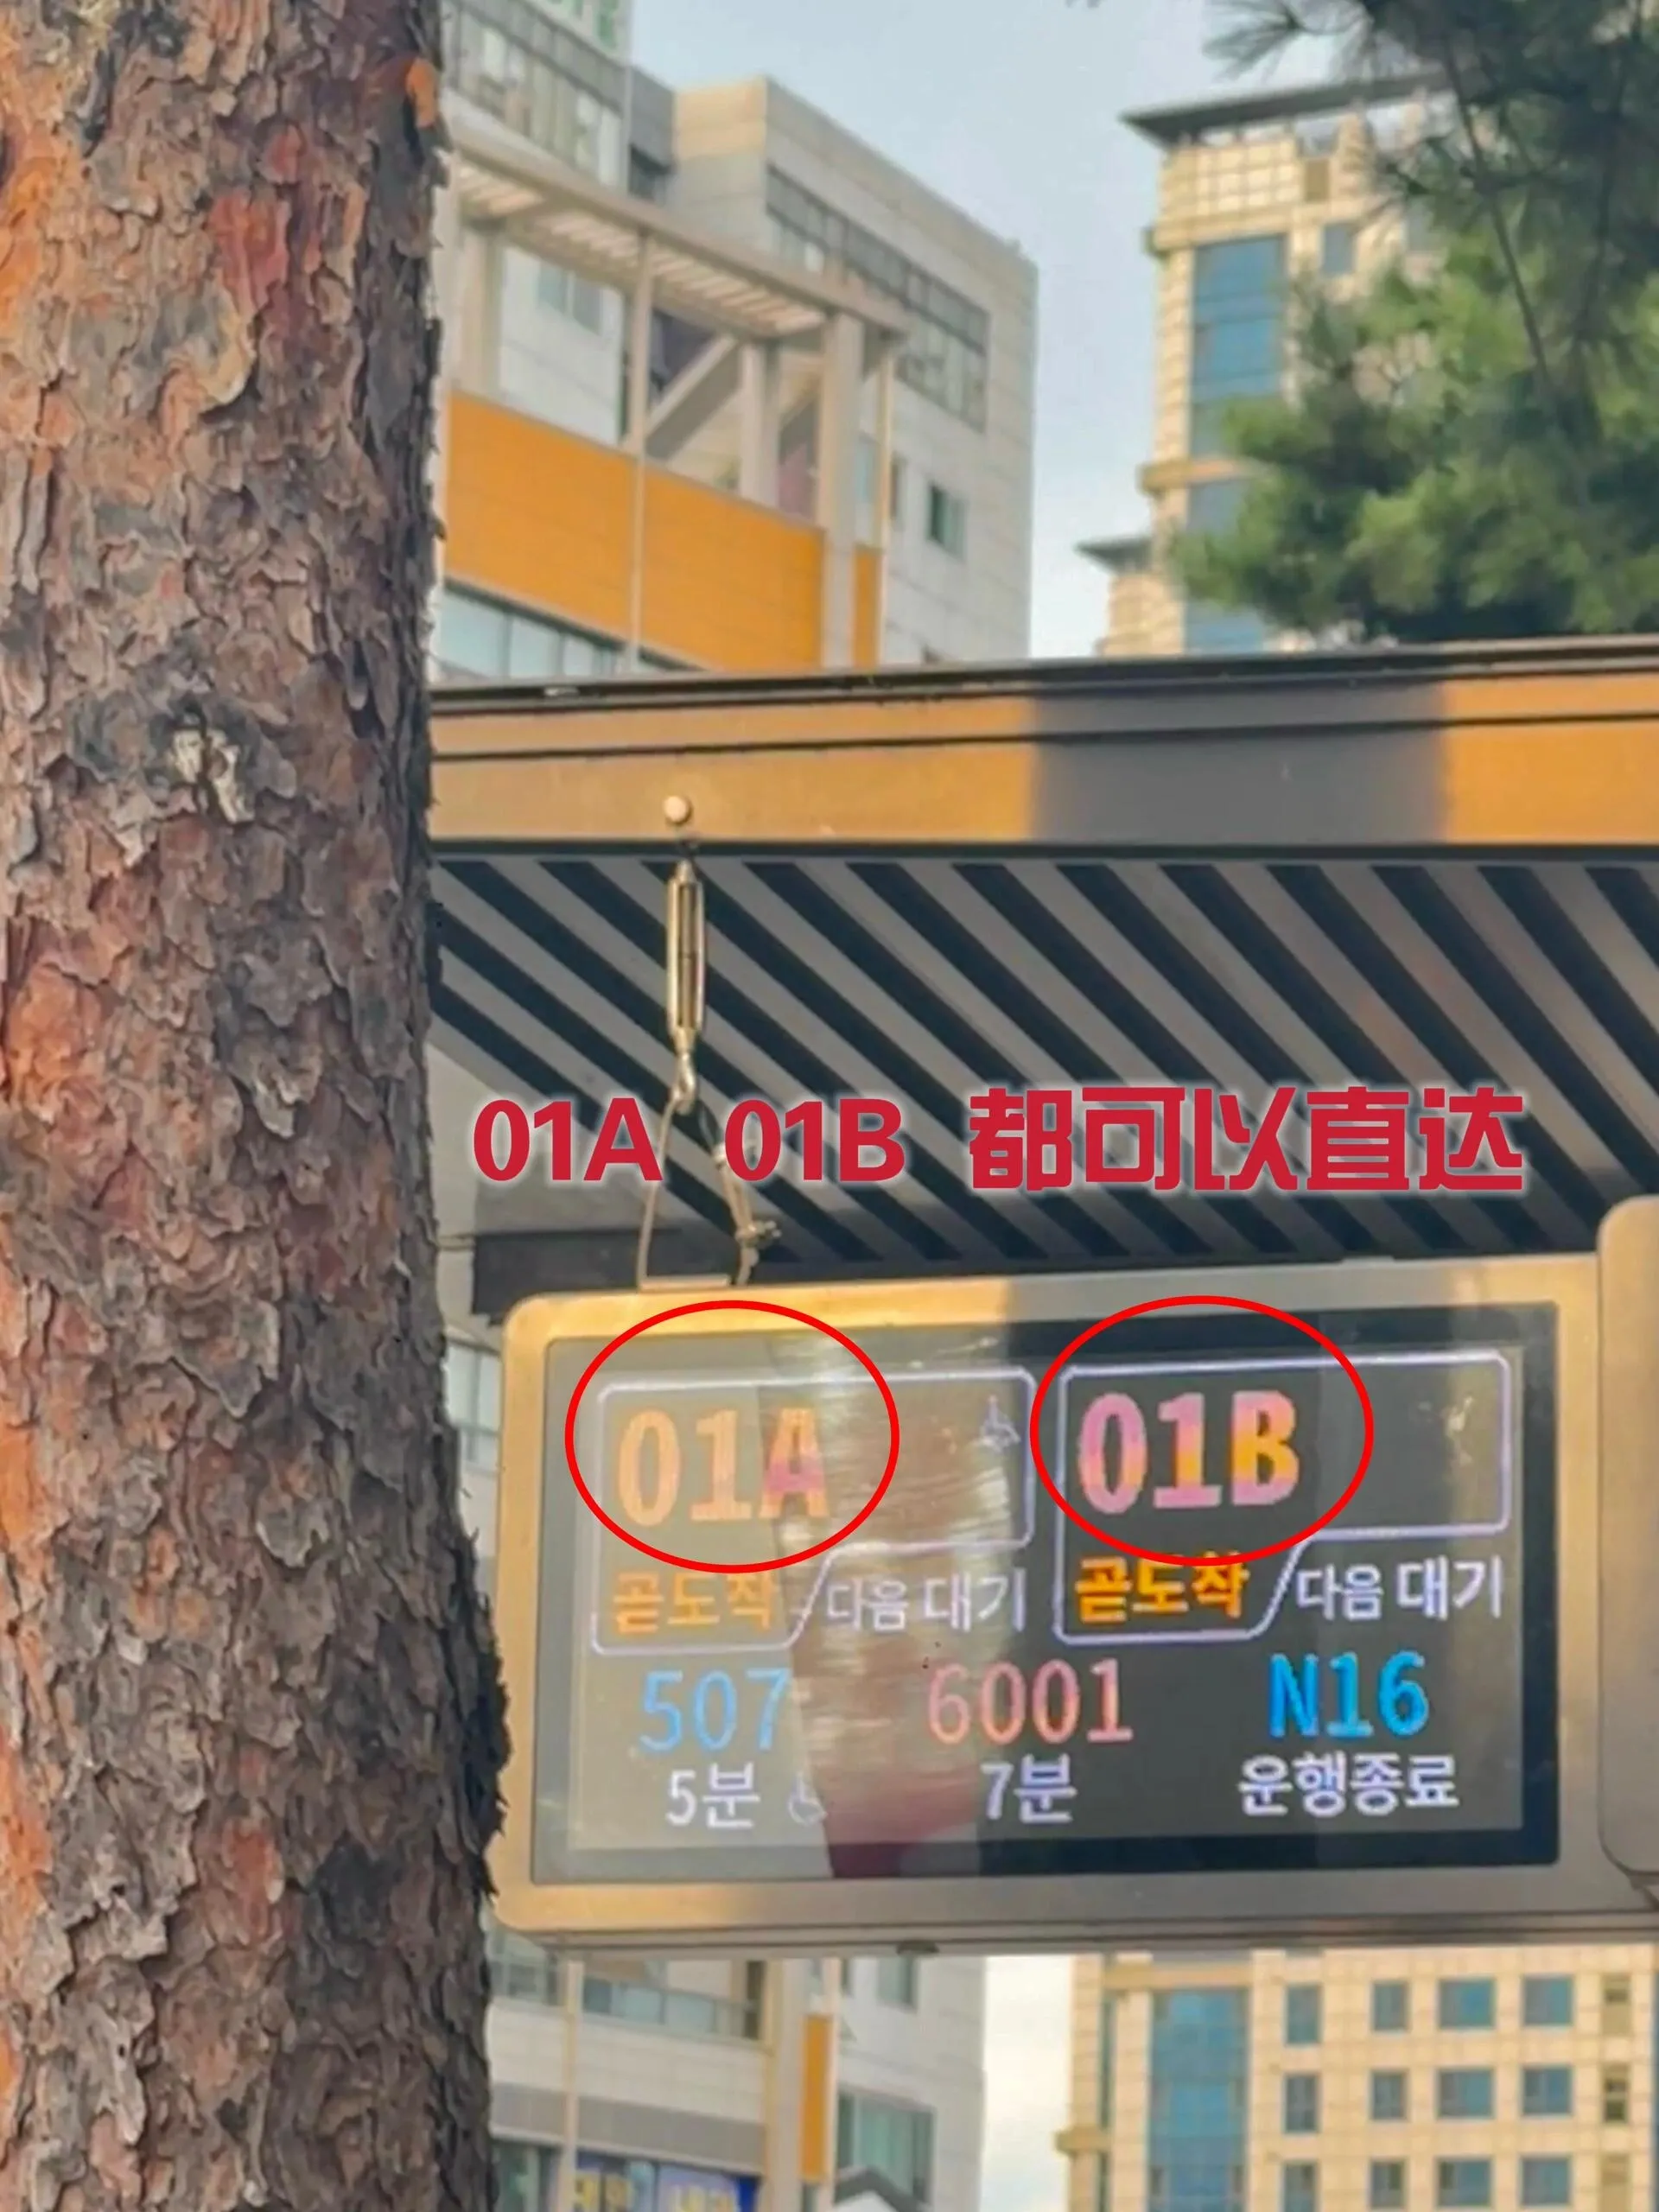 01A 01B 都可以直达
01A 01B
곧도착 다음 대기 곧도착 다음 대기
507 6001 N16
5분 7분 운행종료